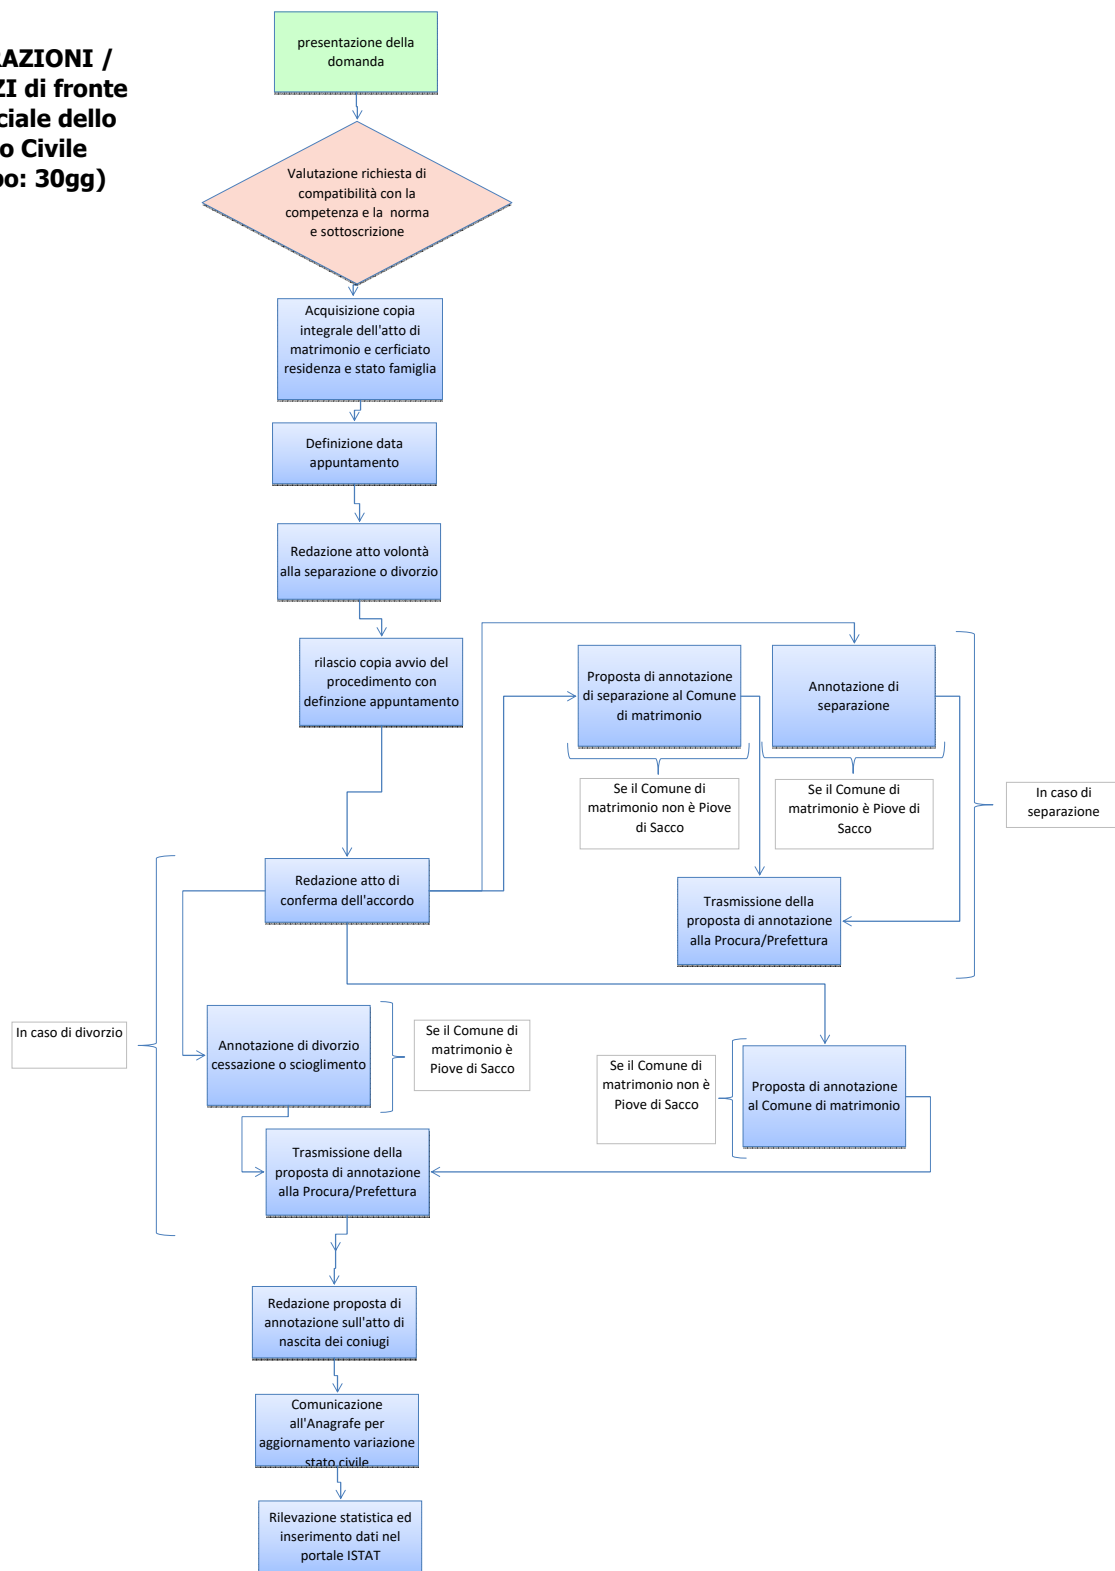 RAZIONI /
ZI di fronte
ciale dello
o Civile
po: 30gg)
presentazione della
domanda
Valutazione richiesta di
compatibilità con la
competenza e la norma
e sottoscrizione
Acquisizione copia
integrale dell'atto di
matrimonio e cerficiato
residenza e stato famiglia
Definizione data
appuntamento
Redazione atto volontà
alla separazione o divorzio
rilascio copia avvio del
procedimento con
definzione appuntamento
Proposta di annotazione
di separazione al Comune
di matrimonio
Annotazione di
separazione
Se il Comune di
matrimonio non è Piove
di Sacco
Se il Comune di
matrimonio è Piove di
Sacco
In caso di
separazione
Redazione atto di
conferma dell'accordo
Trasmissione della
proposta di annotazione
alla Procura/Prefettura
In caso di divorzio
Annotazione di divorzio
cessazione o scioglimento
Se il Comune di
matrimonio è
Piove di Sacco
Se il Comune di
matrimonio non è
Piove di Sacco
Proposta di annotazione
al Comune di matrimonio
Trasmissione della
proposta di annotazione
alla Procura/Prefettura
Redazione proposta di
annotazione sull'atto di
nascita dei coniugi
Comunicazione
all'Anagrafe per
aggiornamento variazione
stato civile
Rilevazione statistica ed
inserimento dati nel
portale ISTAT